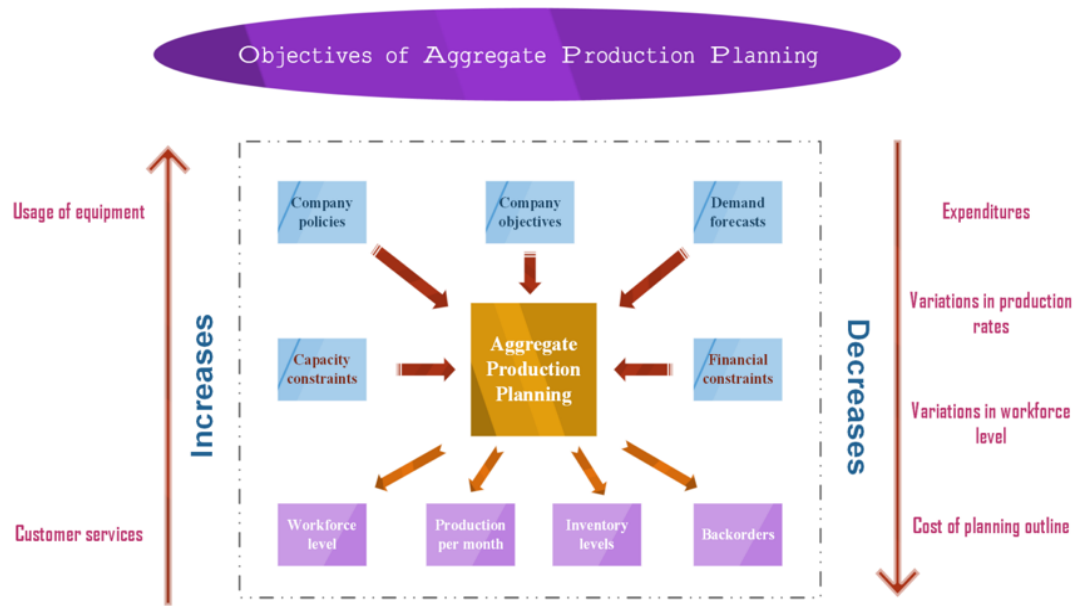 Objectives of Aggregate Production Planning
Usage of equipment
Customer services
Increases
Company
policies
Company
objectives
Demand
forecasts
Capacity
constraints
Aggregate
Production
Planning
Financial
constraints
Workforce
level
Production
per month
Inventory
levels
Backorders
Decreases
Expenditures
Variations in production
rates
Variations in workforce
level
Cost of planning outline